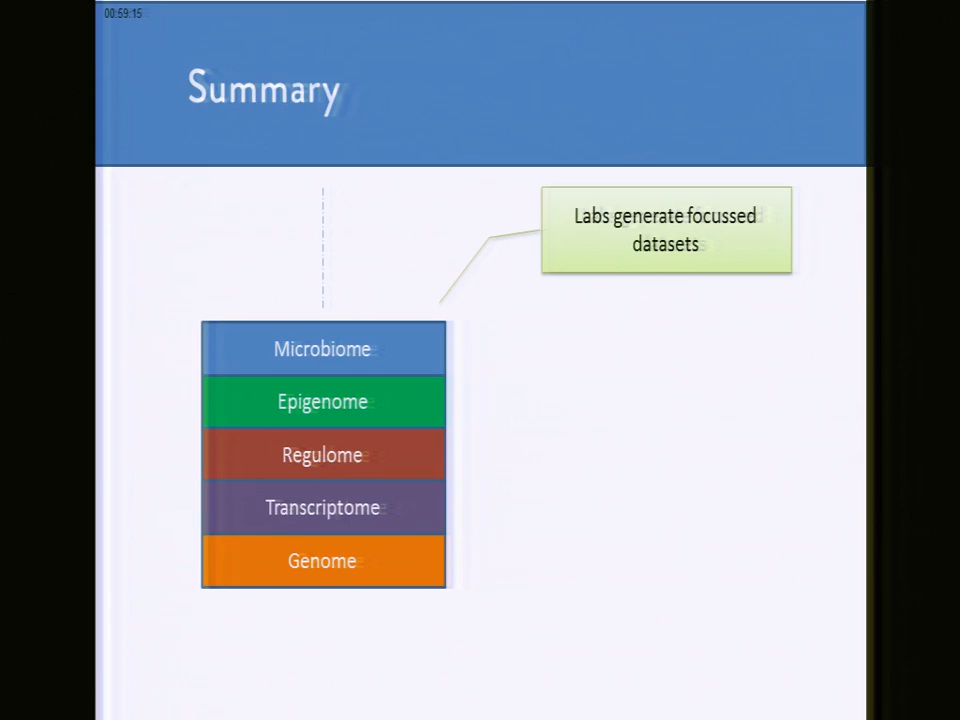 00:59:15
Summary
Labs generate focussed
datasets
Microbiome
Epigenome
Regulome
Transcriptome
Genome